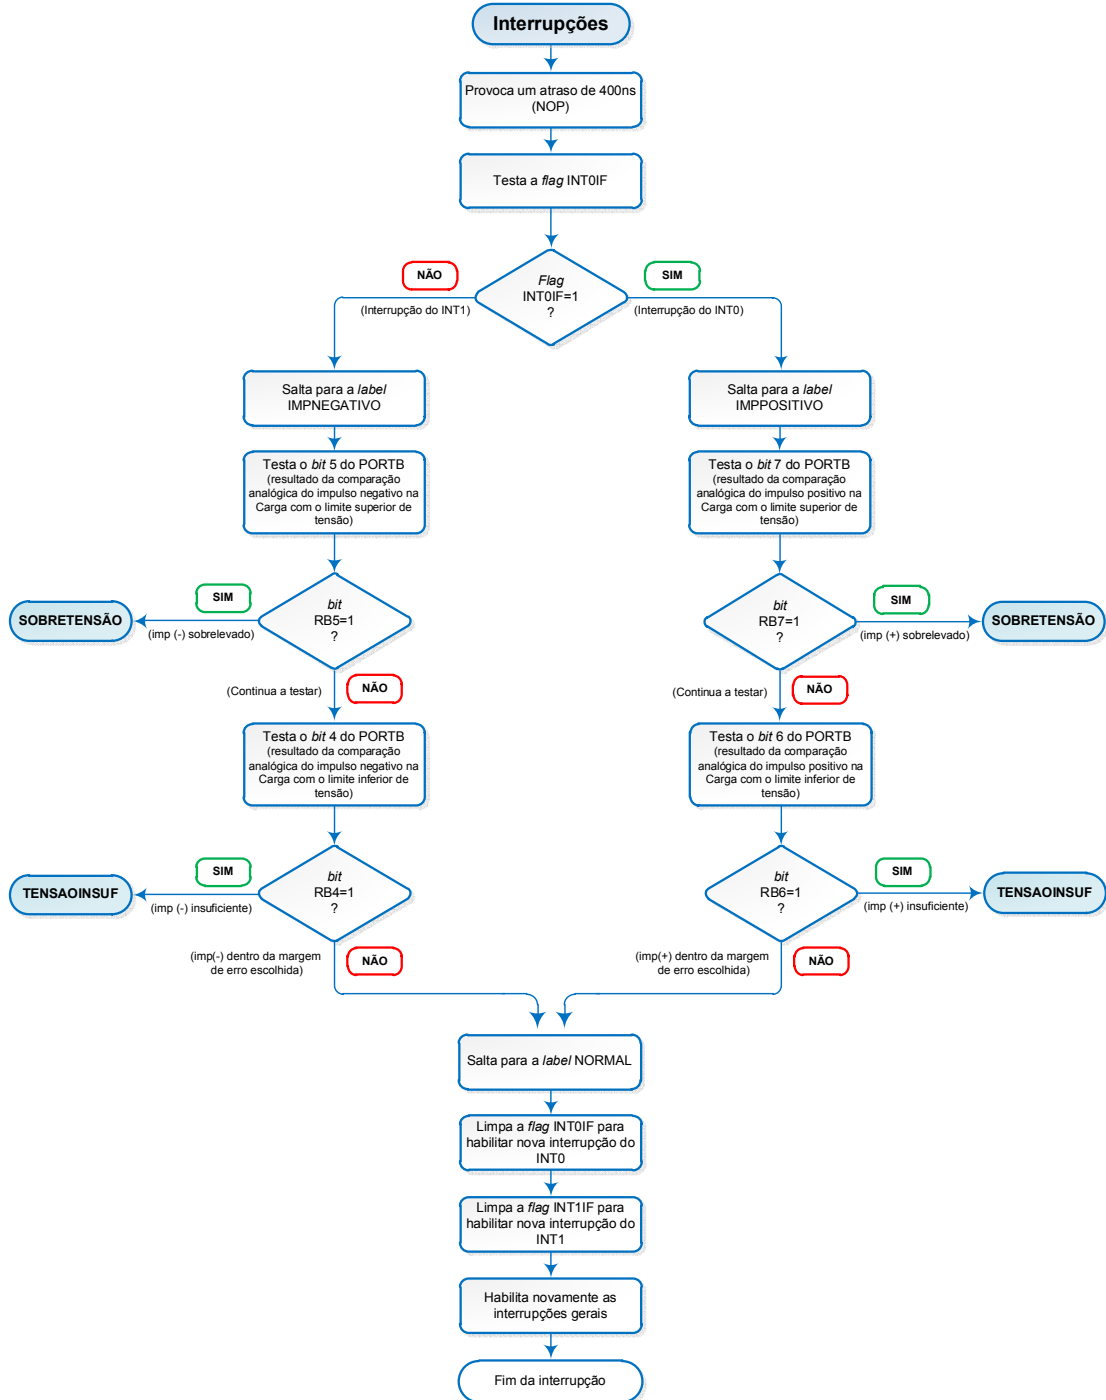 Interrupções
Provoca um atraso de 400ns
(NOP)
Testa a flag INT0IF
Flag
INT0IF=1
?
NÃO
(Interrupção do INT1)
SIM
(Interrupção do INT0)
Salta para a label
IMPNEGATIVO
Salta para a label
IMPPOSITIVO
Testa o bit 5 do PORTB
(resultado da comparação
analógica do impulso negativo na
Carga com o limite superior de
tensão)
Testa o bit 7 do PORTB
(resultado da comparação
analógica do impulso positivo na
Carga com o limite superior de
tensão)
SOBRETENSÃO
SIM
(imp (-) sobrelevado)
bit
RB5=1
?
bit
RB7=1
?
SIM
(imp (+) sobrelevado)
SOBRETENSÃO
(Continua a testar)
NÃO
(Continua a testar)
NÃO
Testa o bit 4 do PORTB
(resultado da comparação
analógica do impulso negativo na
Carga com o limite inferior de
tensão)
Testa o bit 6 do PORTB
(resultado da comparação
analógica do impulso positivo na
Carga com o limite inferior de
tensão)
TENSAOINSUF
SIM
(imp (-) insuficiente)
bit
RB4=1
?
bit
RB6=1
?
SIM
(imp (+) insuficiente)
TENSAOINSUF
(imp(-) dentro da margem
de erro escolhida)
NÃO
(imp(+) dentro da margem
de erro escolhida)
NÃO
Salta para a label NORMAL
Limpa a flag INT0IF para
habilitar nova interrupção do
INT0
Limpa a flag INT1IF para
habilitar nova interrupção do
INT1
Habilita novamente as
interrupções gerais
Fim da interrupção